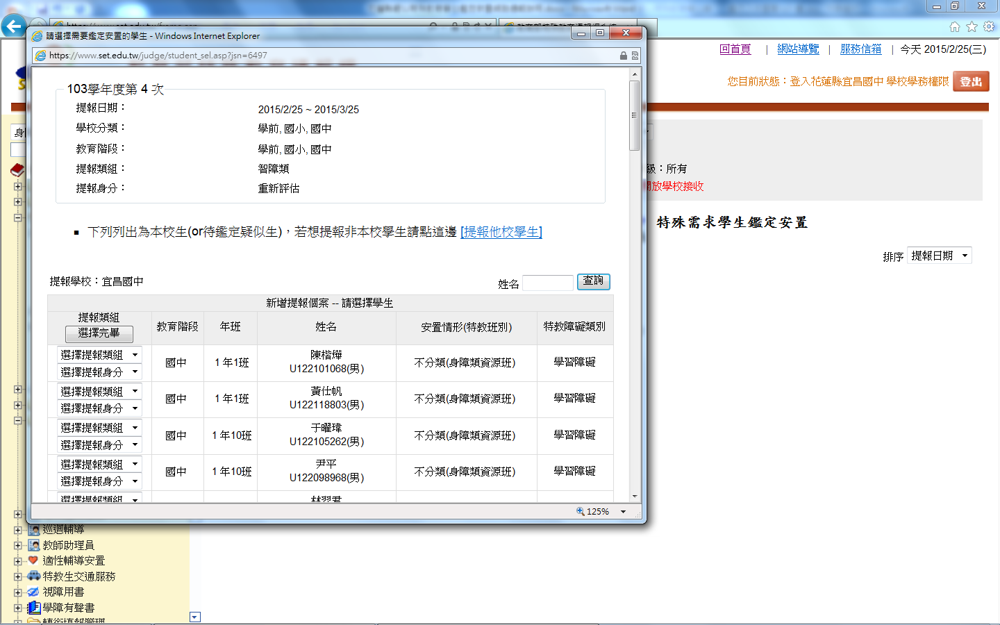 請選擇需要鑑定安置的學生 - Windows Internet Explorer
https://www.set.edu.tw/judge/student_sel.asp?jsn=6497
回首頁 | 網站導覽 | 服務信箱 | 今天 2015/2/25(三)
您目前狀態：登入花蓮縣宜昌國中 學校學務權限 登出
103學年度第 4 次
提報日期： 2015/2/25 ~ 2015/3/25
學校分類： 學前, 國小, 國中
教育階段： 學前, 國小, 國中
提報類組： 智障類
提報身分： 重新評估
級：所有
開放學校接收
特殊需求學生鑑定安置
排序 提報日期
下列列出為本校生(or待鑑定疑似生)，若想提報非本校學生請點這邊 [提報他校學生]
提報學校：宜昌國中 姓名 查詢
新增提報個案 -- 請選擇學生
提報類組 選擇完畢 教育階段 年班 姓名 安置情形(特教班別) 特教障礙類別
選擇提報類組 選擇提報身分 國中 1 年1班 陳楷燁 U122101068(男) 不分類(身障類資源班) 學習障礙
選擇提報類組 選擇提報身分 國中 1 年1班 黃仕帆 U122118803(男) 不分類(身障類資源班) 學習障礙
選擇提報類組 選擇提報身分 國中 1 年10班 于曜瑋 U122105262(男) 不分類(身障類資源班) 學習障礙
選擇提報類組 選擇提報身分 國中 1 年10班 尹平 U122098968(男) 不分類(身障類資源班) 學習障礙
選擇提報類組
125%
巡迴輔導
教師助理員
適性輔導安置
特教生交通服務
視障用書
學障有聲書